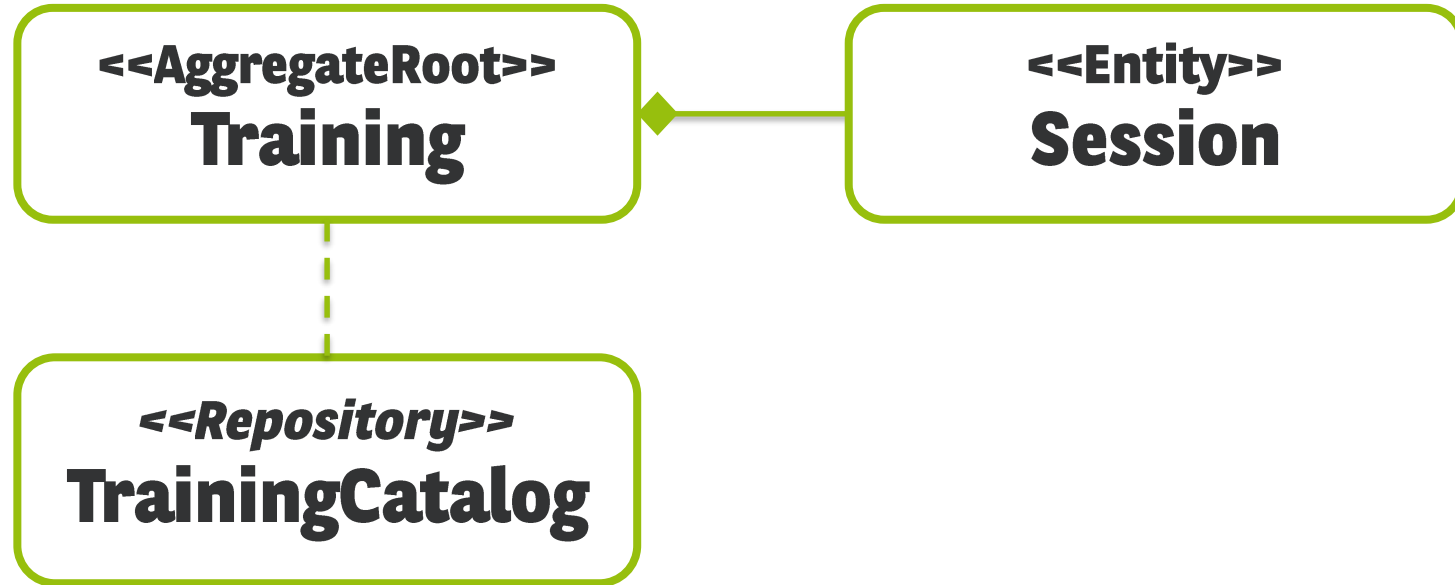 <<AggregateRoot>>
Training
<<Entity>>
Session
<<Repository>>
TrainingCatalog